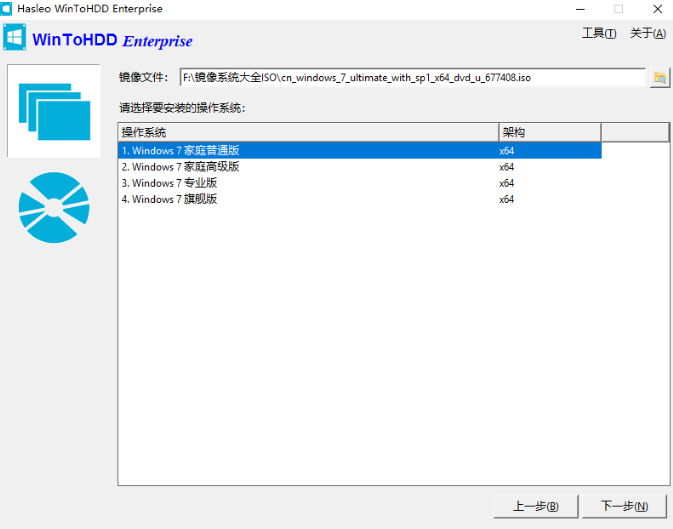 Hasleo WinToHDD Enterprise
WinToHDD Enterprise
工具(T) 关于(A)
镜像文件: F:\镜像系统大全ISO\cn_windows_7_ultimate_with_sp1_x64_dvd_u_677408.iso
请选择要安装的操作系统:
操作系统 架构
1. Windows 7 家庭普通版 x64
2. Windows 7 家庭高级版 x64
3. Windows 7 专业版 x64
4. Windows 7 旗舰版 x64
上一步(B) 下一步(N)